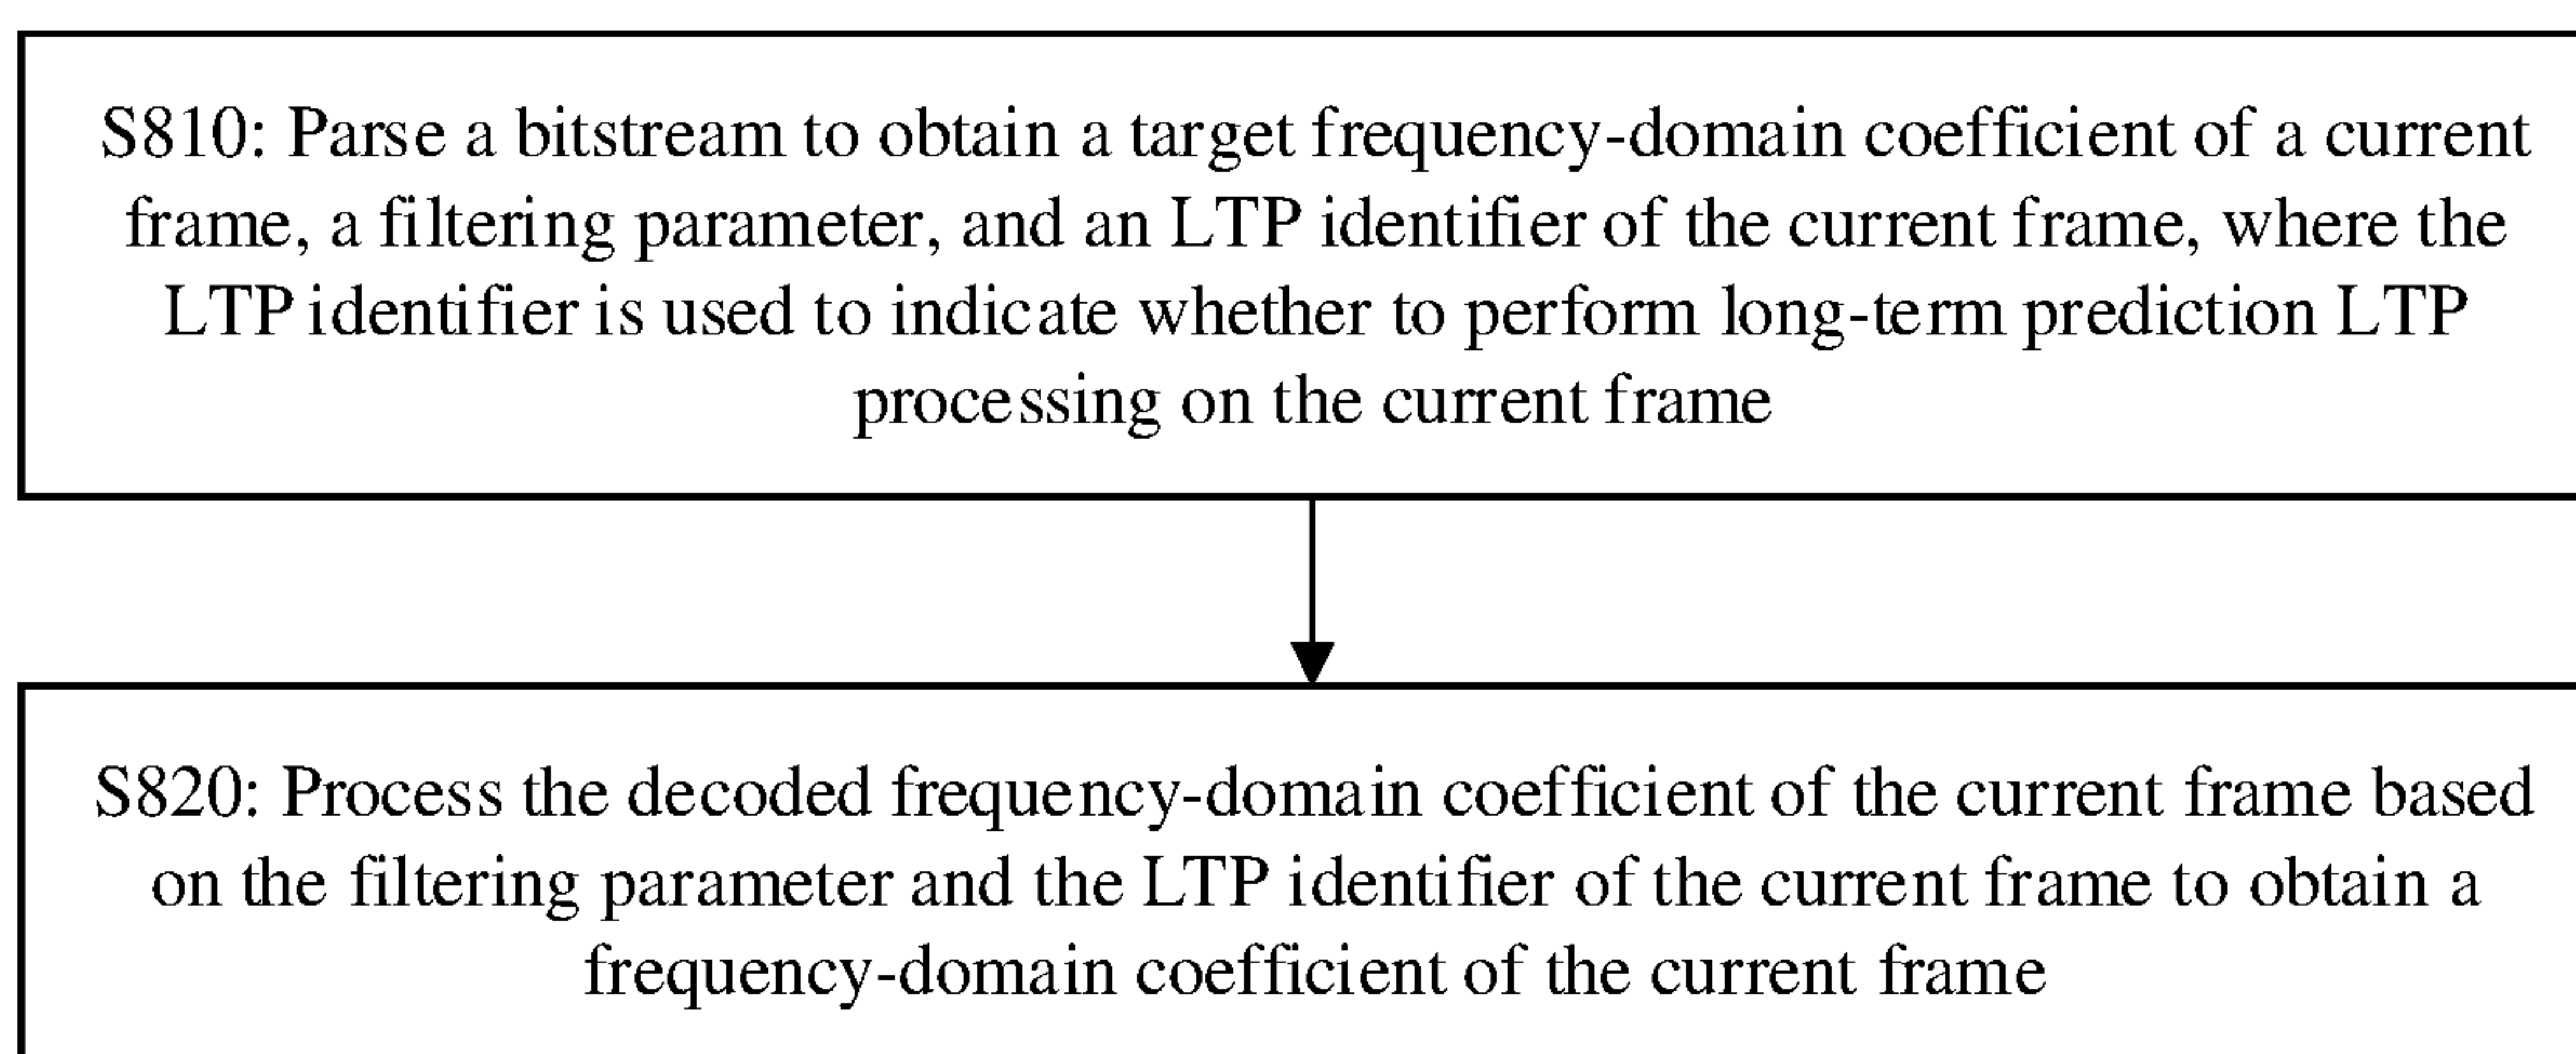 S810: Parse a bitstream to obtain a target frequency-domain coefficient of a current
frame, a filtering parameter, and an LTP identifier of the current frame, where the
LTP identifier is used to indicate whether to perform long-term prediction LTP
processing on the current frame
S820: Process the decoded frequency-domain coefficient of the current frame based
on the filtering parameter and the LTP identifier of the current frame to obtain a
frequency-domain coefficient of the current frame